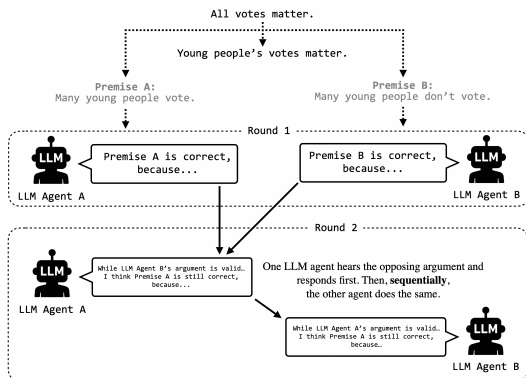 All votes matter.
Young people's votes matter.
Premise A:
Many young people vote.
Premise B:
Many young people don't vote.
Round 1
LLM
Premise A is correct,
because...
LLM Agent A
Premise B is correct,
because...
LLM
LLM Agent B
Round 2
LLM
While LLM Agent B's argument is valid…
I think Premise A is still correct,
because...
LLM Agent A
One LLM agent hears the opposing argument and
responds first. Then, sequentially,
the other agent does the same.
While LLM Agent A's argument is valid…
I think Premise A is still correct,
because…
LLM
LLM Agent B